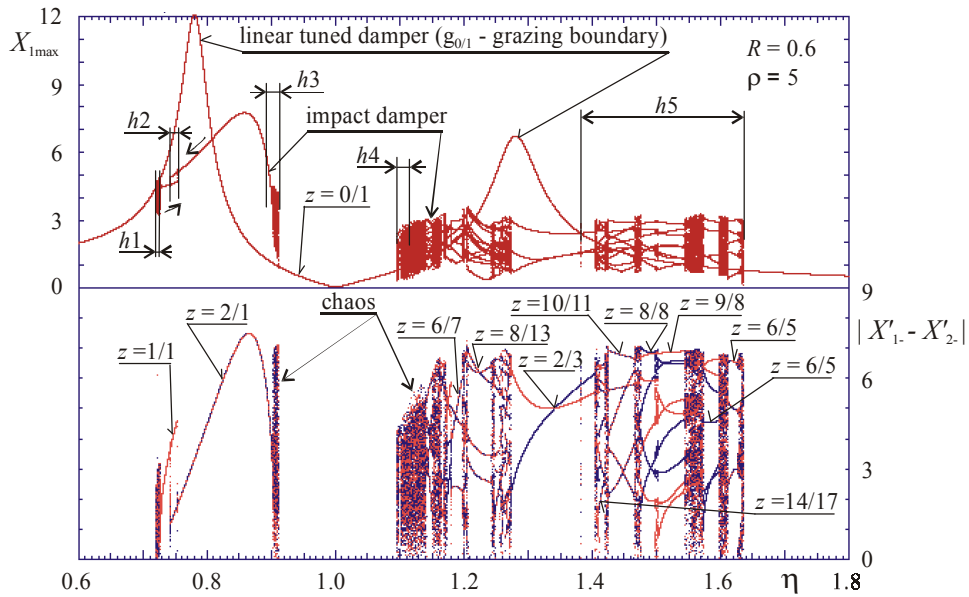 12
X1max
9
6
3
0
linear tuned damper (g0/1 - grazing boundary)
R = 0.6
ρ = 5
h3
h5
h2
impact damper
h4
z = 0/1
h1
9
chaos
z = 10/11
z = 8/8
z = 9/8
| X'1- - X'2-|
z = 2/1
z = 6/7
z = 8/13
z = 6/5
z = 1/1
z = 2/3
z = 6/5
6
3
z = 14/17
0
0.6
0.8
1.0
1.2
1.4
1.6
η
1.8